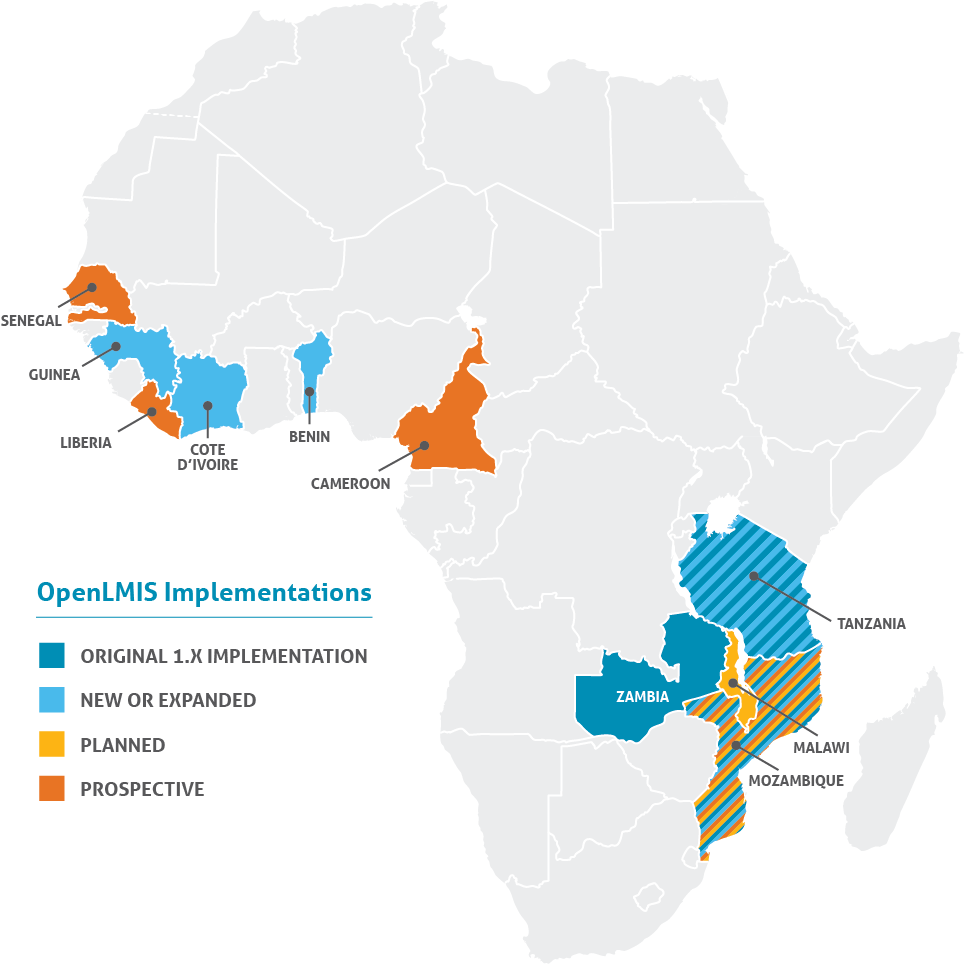 SENEGAL
GUINEA
LIBERIA
COTE
D'IVOIRE
BENIN
CAMEROON
OpenLMIS Implementations
ORIGINAL 1.X IMPLEMENTATION
NEW OR EXPANDED
PLANNED
PROSPECTIVE
TANZANIA
ZAMBIA
MALAWI
MOZAMBIQUE